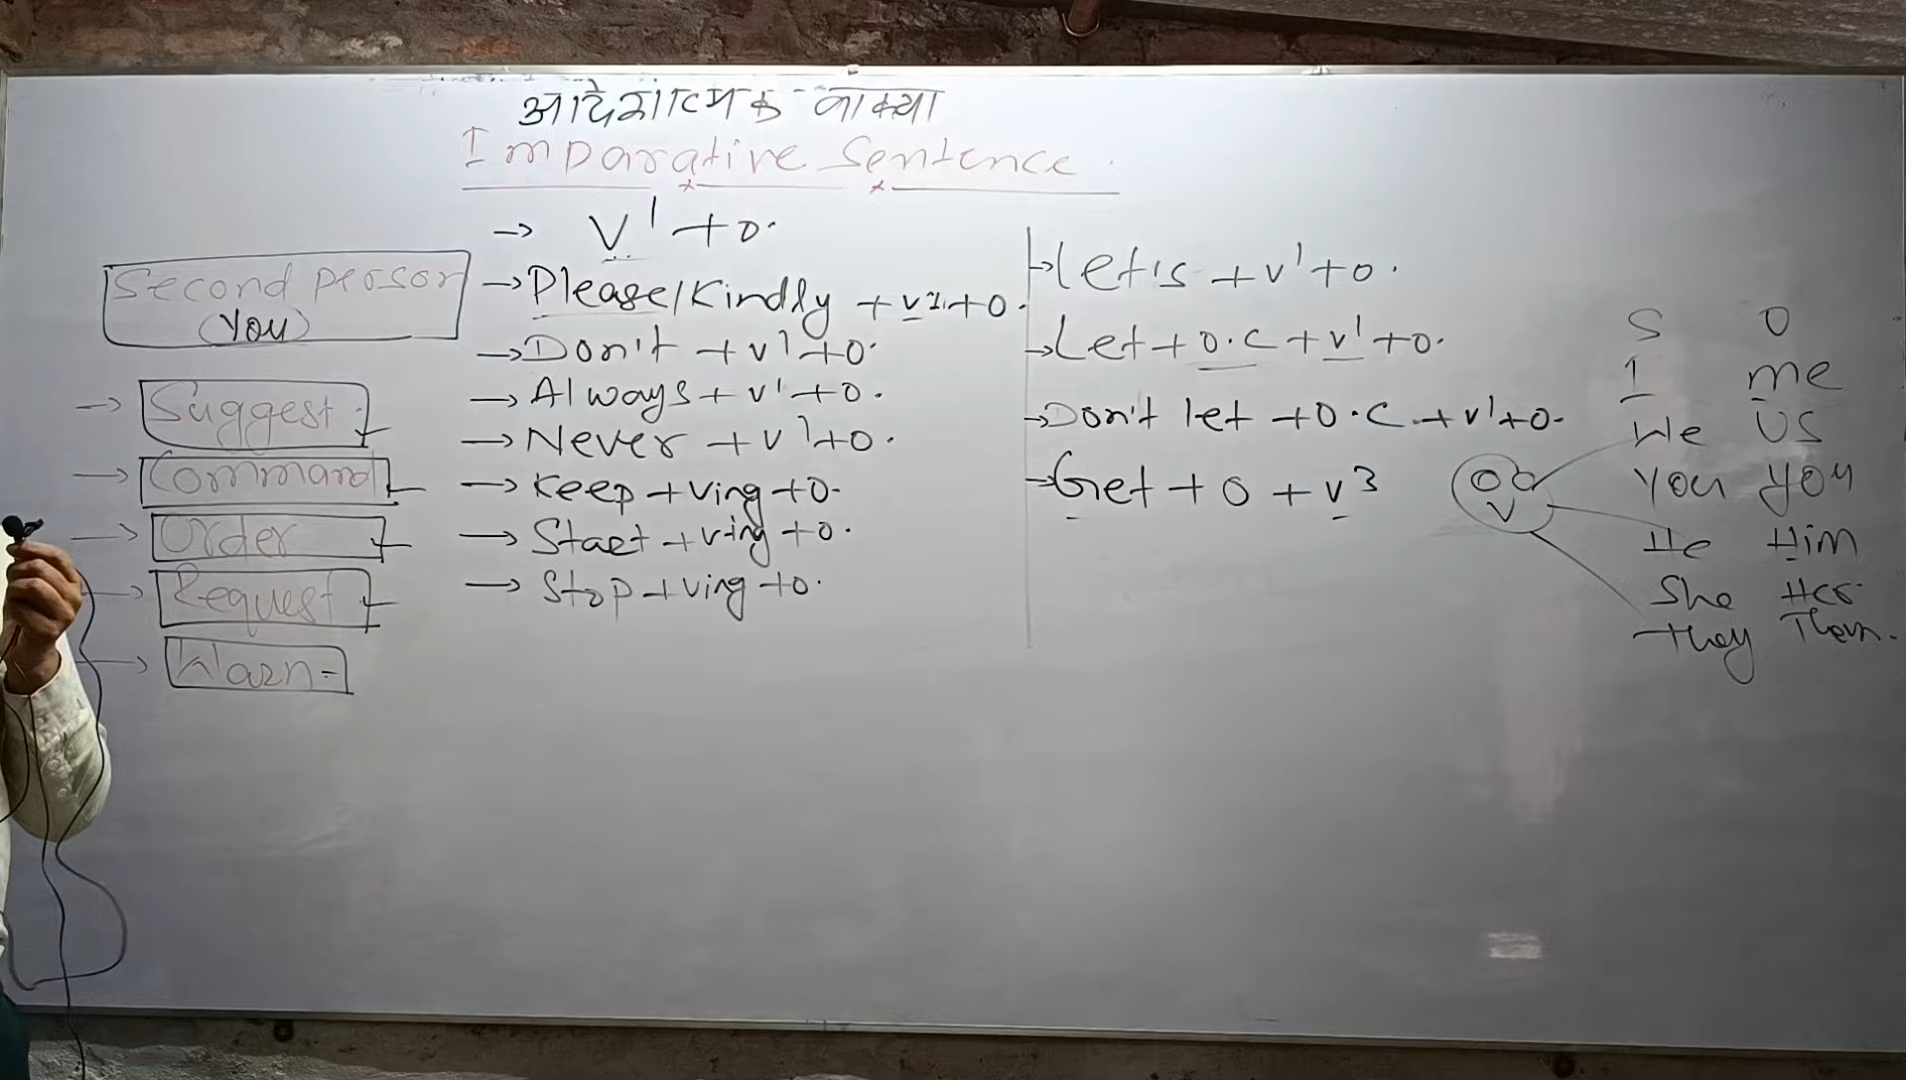 आदेशात्मक वाक्या
Imparative Sentence
→ V¹ + O.
Second person
(You)
→ Please/Kindly + v1 + O.
→ Don't + v¹ + O.
→ Always + v¹ + O.
→ Never + v¹ + O.
→ Keep + Ving + O.
→ Start + ving + O.
→ Stop + ving + O.
→ Suggest
→ Command
→ Order
→ Request
→ Warn
→ Let's + v¹ + O.
→ Let + O.C + v¹ + O.
→ Don't let + O.C + v¹ + O.
→ Get + O + v³
S O
I me
We US
You you
He Him
She Her
They Them.